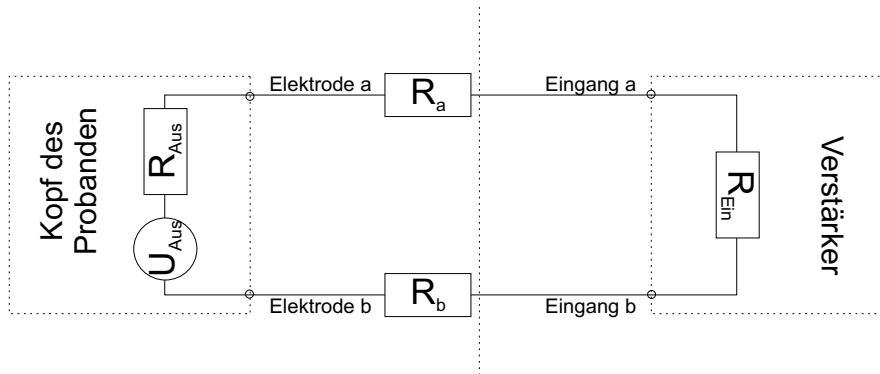 Kopf des
Probanden
R_Aus
U_Aus
Elektrode a
R_a
Eingang a
Elektrode b
R_b
Eingang b
R_Ein
Verstärker